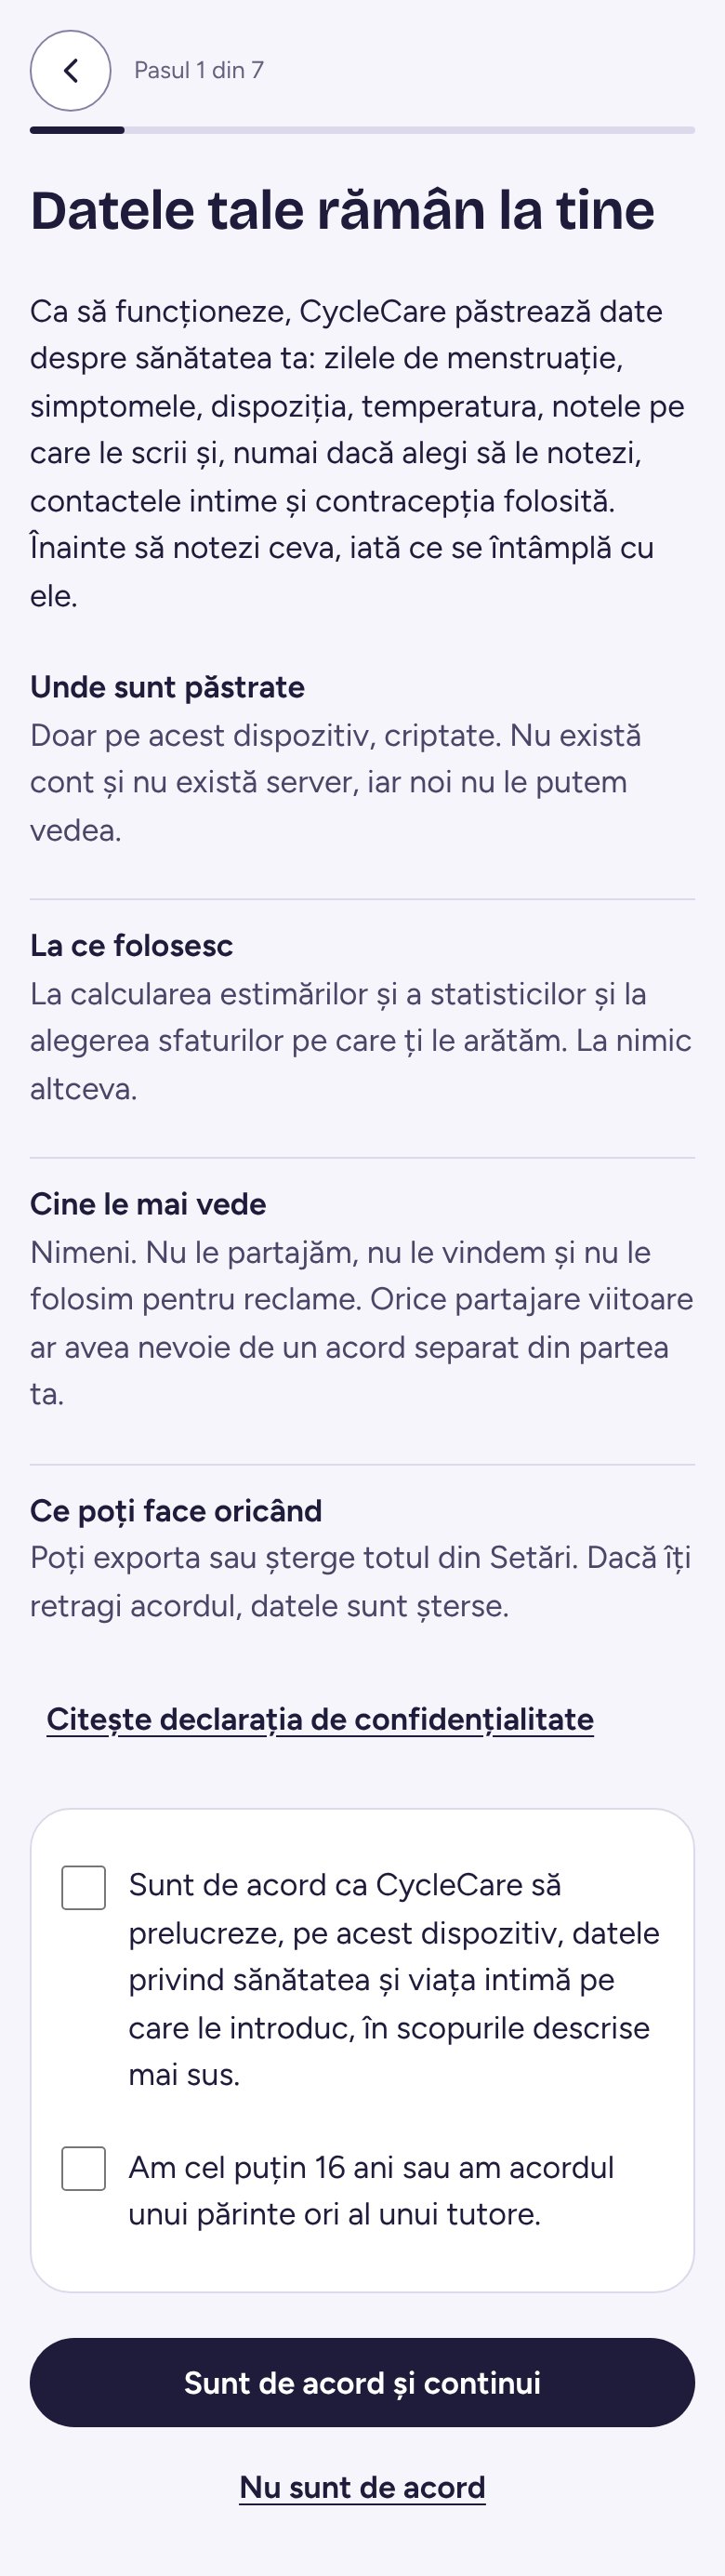 Pasul 1 din 7
Datele tale rămân la tine
Ca să funcționeze, CycleCare păstrează date
despre sănătatea ta: zilele de menstruație,
simptomele, dispoziția, temperatura, notele pe
care le scrii și, numai dacă alegi să le notezi,
contactele intime și contracepția folosită.
Înainte să notezi ceva, iată ce se întâmplă cu
ele.
Unde sunt păstrate
Doar pe acest dispozitiv, criptate. Nu există
cont și nu există server, iar noi nu le putem
vedea.
La ce folosesc
La calcularea estimărilor și a statisticilor și la
alegerea sfaturilor pe care ți le arătăm. La nimic
altceva.
Cine le mai vede
Nimeni. Nu le partajăm, nu le vindem și nu le
folosim pentru reclame. Orice partajare viitoare
ar avea nevoie de un acord separat din partea
ta.
Ce poți face oricând
Poți exporta sau șterge totul din Setări. Dacă îți
retragi acordul, datele sunt șterse.
Citește declarația de confidențialitate
Sunt de acord ca CycleCare să
prelucreze, pe acest dispozitiv, datele
privind sănătatea și viața intimă pe
care le introduc, în scopurile descrise
mai sus.
Am cel puțin 16 ani sau am acordul
unui părinte ori al unui tutore.
Sunt de acord și continui
Nu sunt de acord